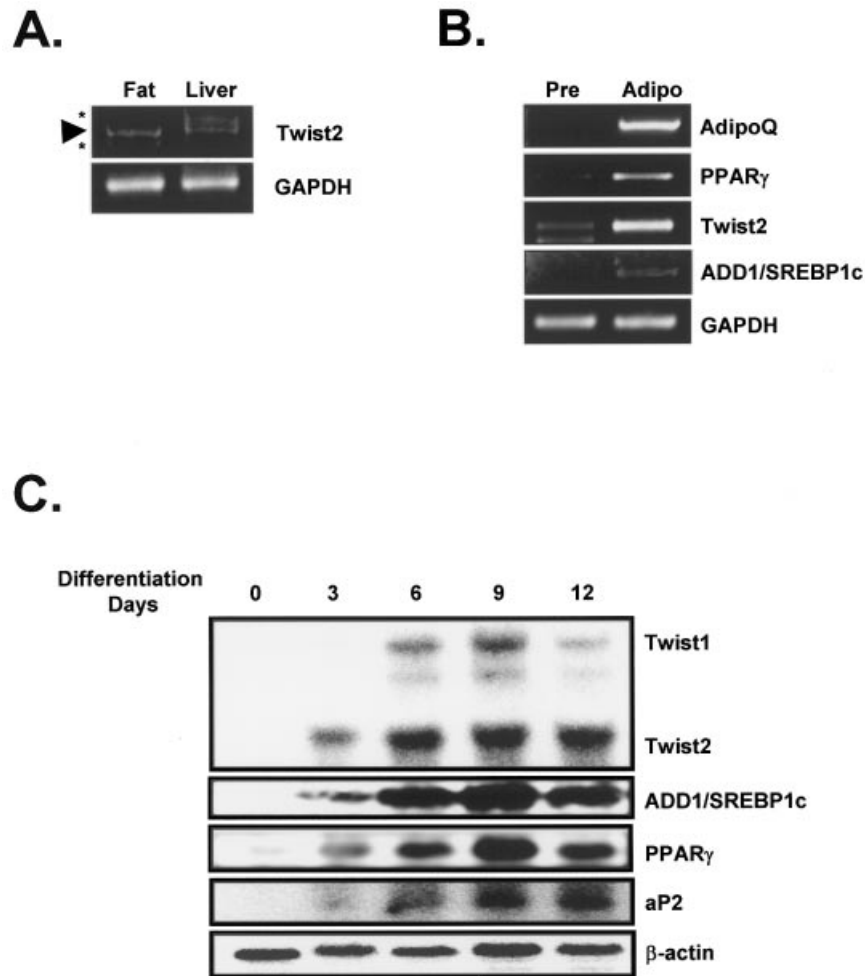 A.
Fat Liver
*
*
Twist2
GAPDH
B.
Pre Adipo
AdipoQ
PPARγ
Twist2
ADD1/SREBP1c
GAPDH
C.
Differentiation
Days
0 3 6 9 12
Twist1
Twist2
ADD1/SREBP1c
PPARγ
aP2
β-actin